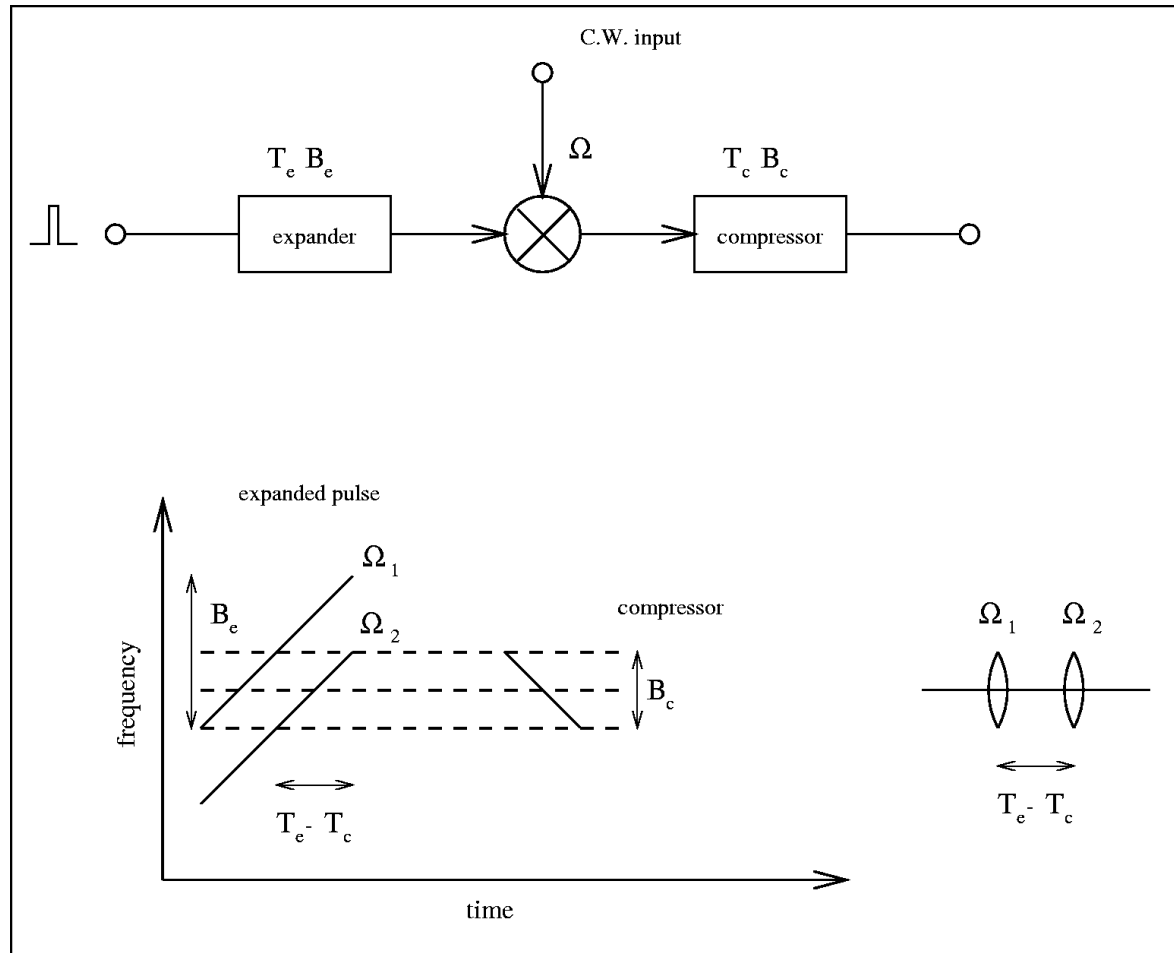 C.W. input
Ω
T_e B_e
T_c B_c
expander
compressor
expanded pulse
Ω_1
B_e
Ω_2
compressor
B_c
frequency
T_e- T_c
time
Ω_1 Ω_2
T_e- T_c